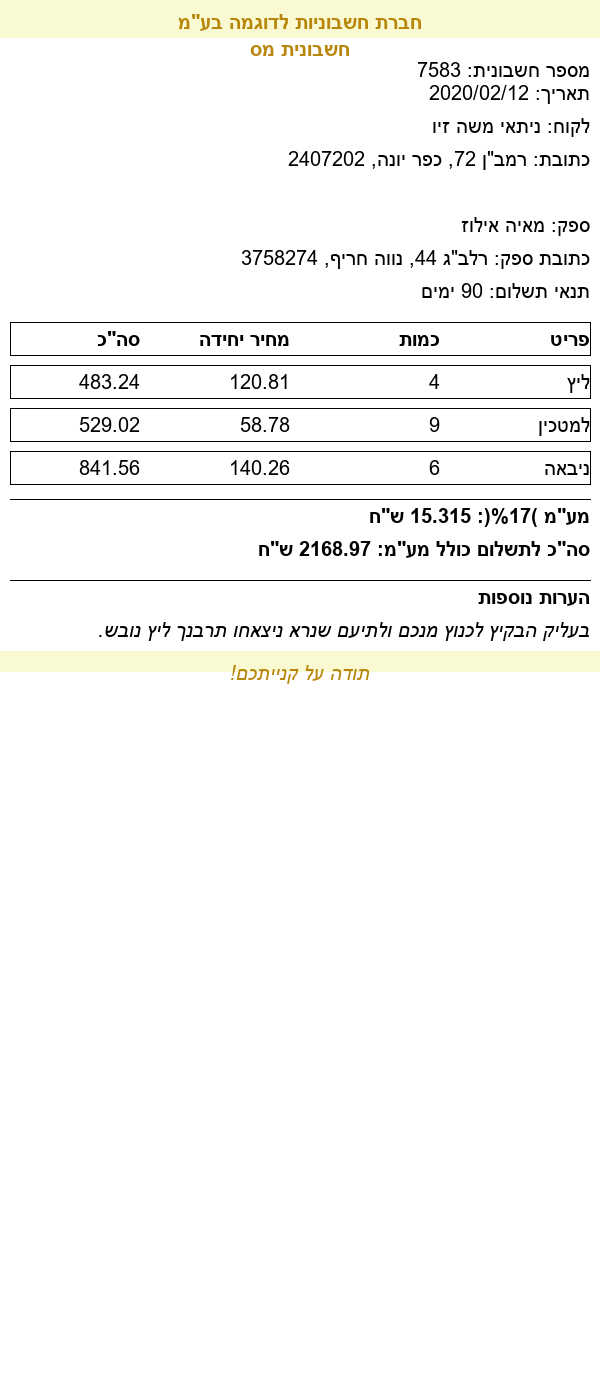 חברת חשבוניות לדוגמה בע"מ
חשבונית מס
מספר חשבונית: 7583
תאריך: 2020/02/12
לקוח: ניתאי משה זיו
כתובת: רמב"ן 72, כפר יונה, 2407202
ספק: מאיה אילוז
כתובת ספק: רלב"ג 44, נווה חריף, 3758274
תנאי תשלום: 90 ימים
פריט כמות מחיר יחידה סה"כ
ליץ 4 120.81 483.24
למטכין 9 58.78 529.02
ניבאה 6 140.26 841.56
מע"מ )17%(: 15.315 ש"ח
סה"כ לתשלום כולל מע"מ: 2168.97 ש"ח
הערות נוספות
בעליק הבקיץ לכנוץ מנכם ולתיעם שנרא ניצאחו תרבנך ליץ נובש.
תודה על קנייתכם!